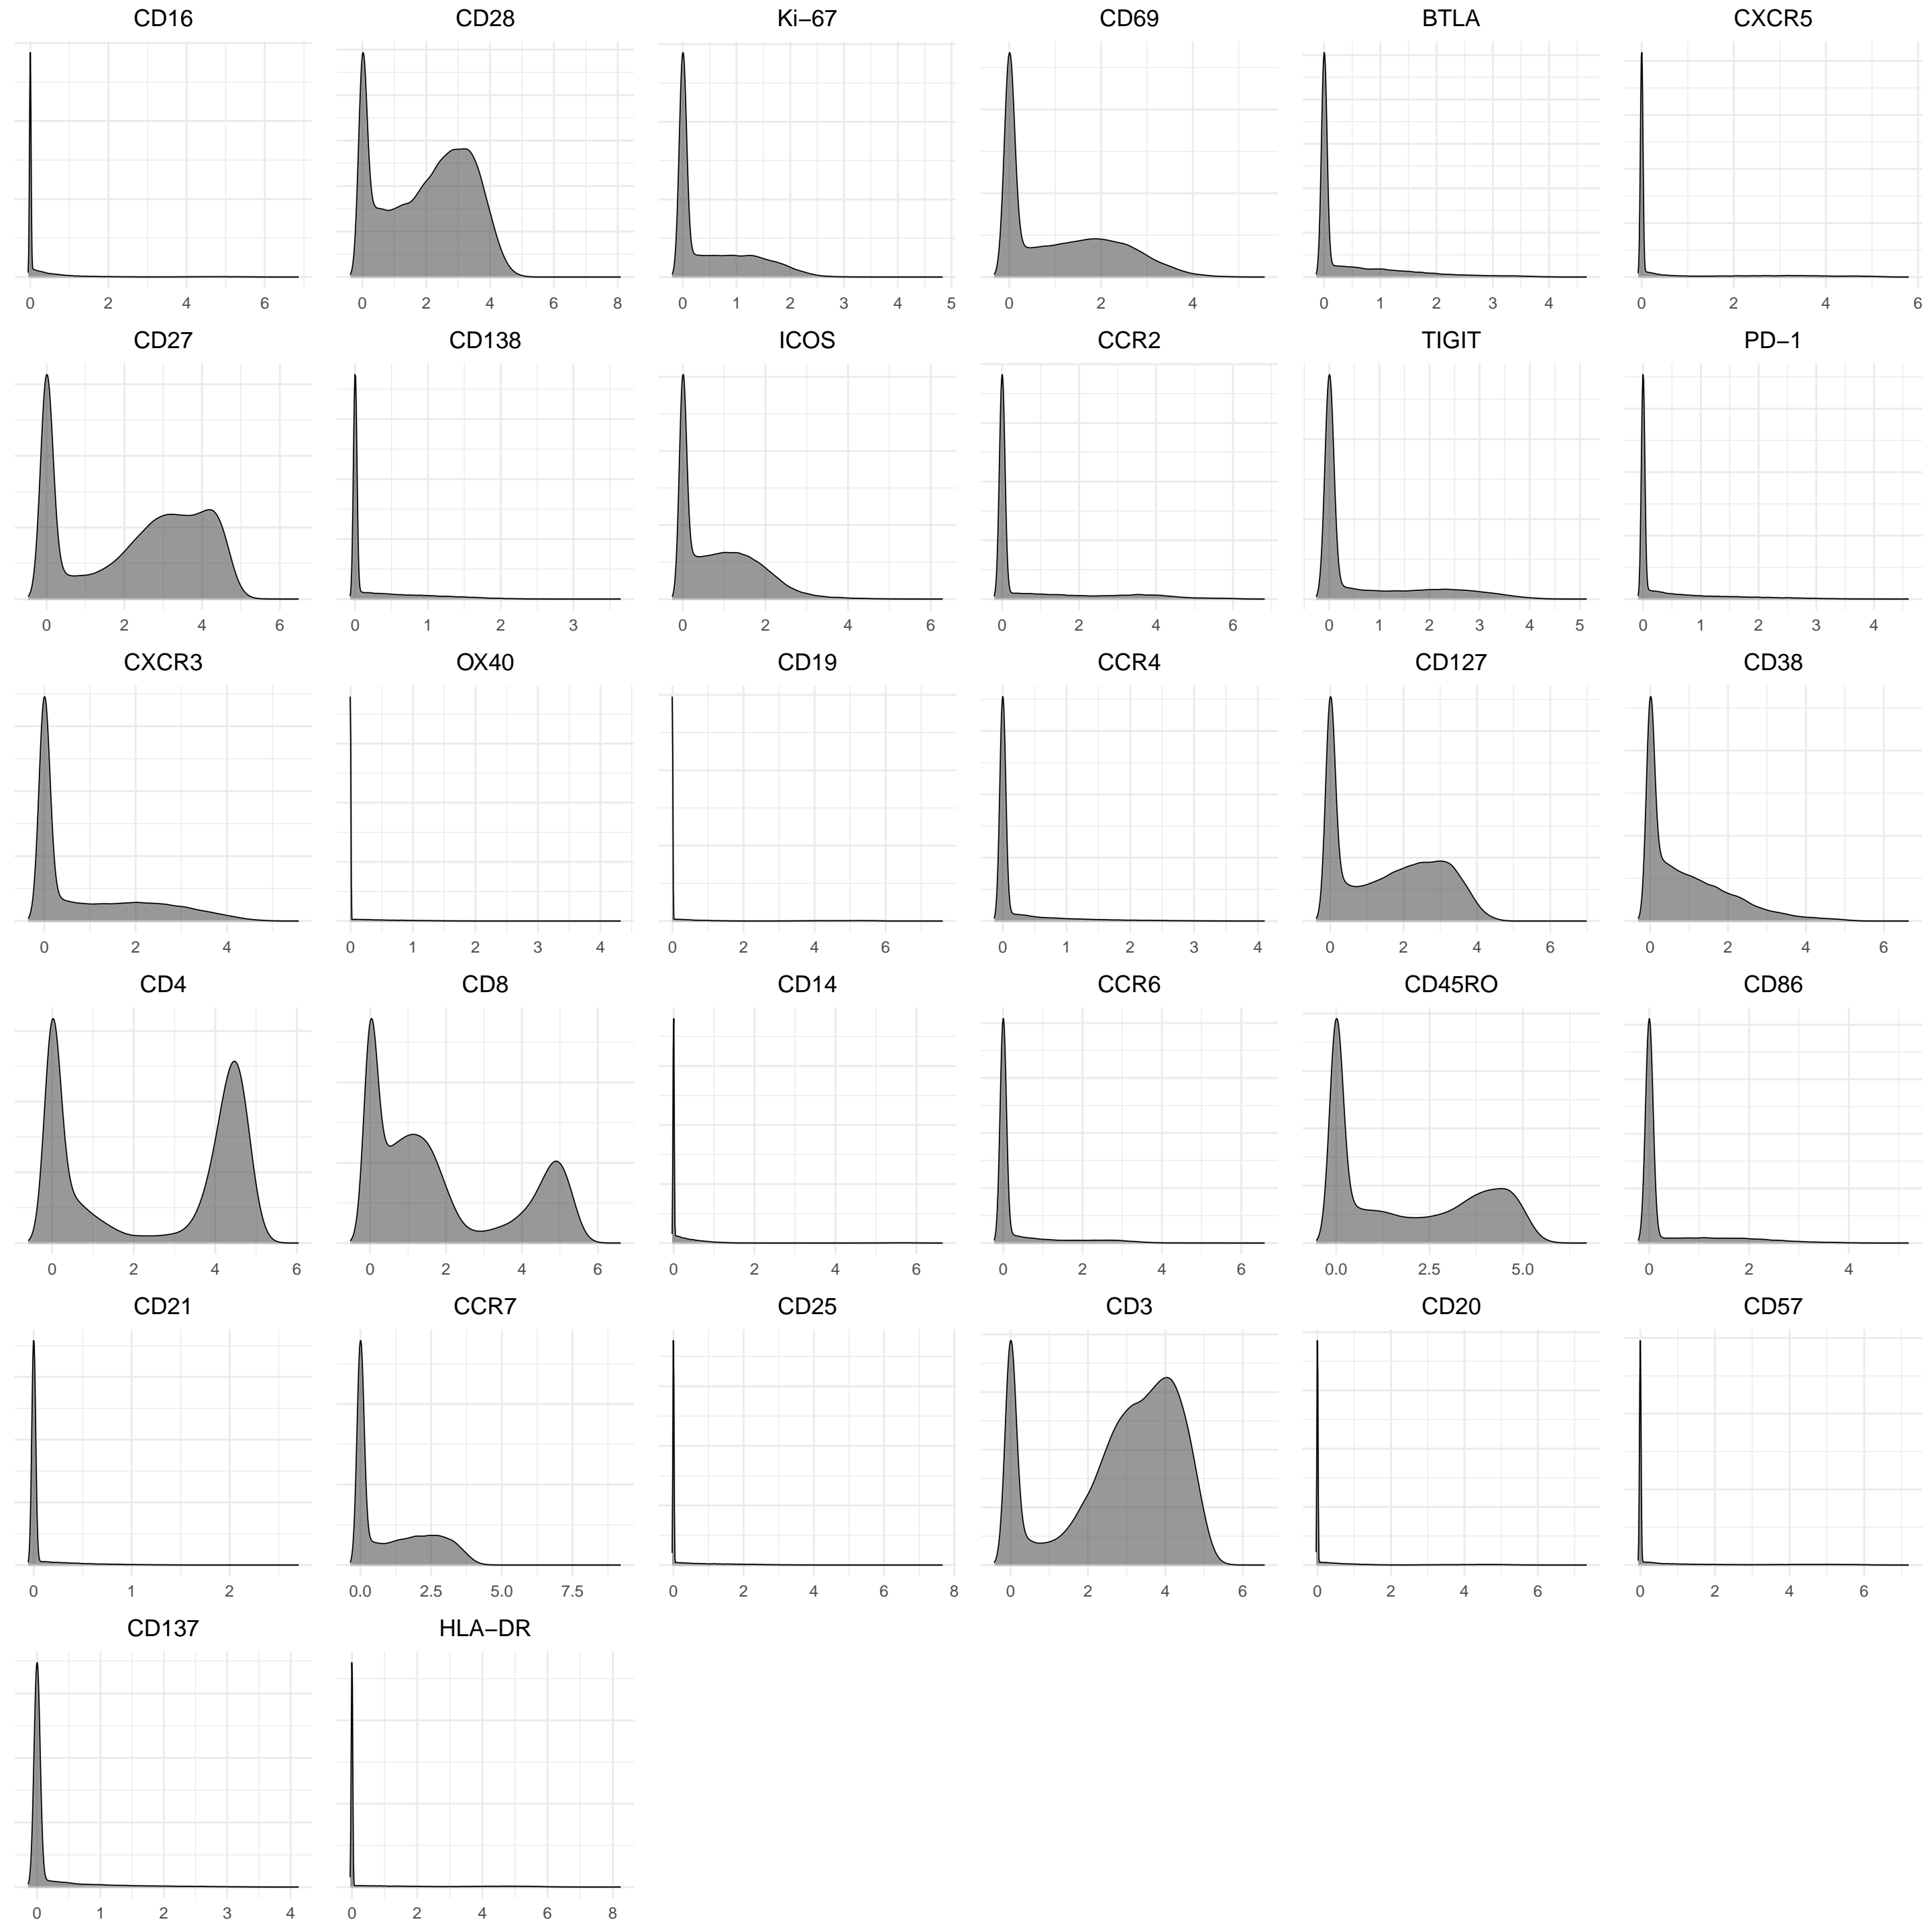 CD16 CD28 Ki−67 CD69 BTLA CXCR5
0 2 4 6 0 2 4 6 8 0 1 2 3 4 5 0 2 4 0 1 2 3 4 0 2 4 6
CD27 CD138 ICOS CCR2 TIGIT PD−1
0 2 4 6 0 1 2 3 0 2 4 6 0 2 4 6 0 1 2 3 4 5 0 1 2 3 4
CXCR3 OX40 CD19 CCR4 CD127 CD38
0 2 4 0 1 2 3 4 0 2 4 6 0 1 2 3 4 0 2 4 6 0 2 4 6
CD4 CD8 CD14 CCR6 CD45RO CD86
0 2 4 6 0 2 4 6 0 2 4 6 0 2 4 6 0.0 2.5 5.0 0 2 4
CD21 CCR7 CD25 CD3 CD20 CD57
0 1 2 0.0 2.5 5.0 7.5 0 2 4 6 8 0 2 4 6 0 2 4 6 0 2 4 6
CD137 HLA−DR
0 1 2 3 4 0 2 4 6 8